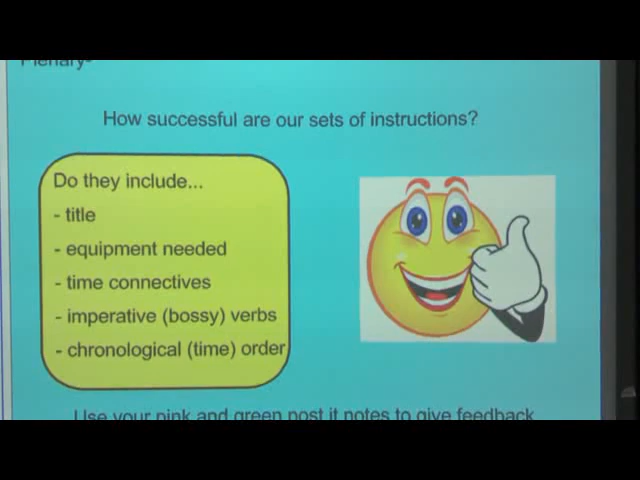 Plenary-
How successful are our sets of instructions?
Do they include...
- title
- equipment needed
- time connectives
- imperative (bossy) verbs
- chronological (time) order
Use your pink and green post it notes to give feedback